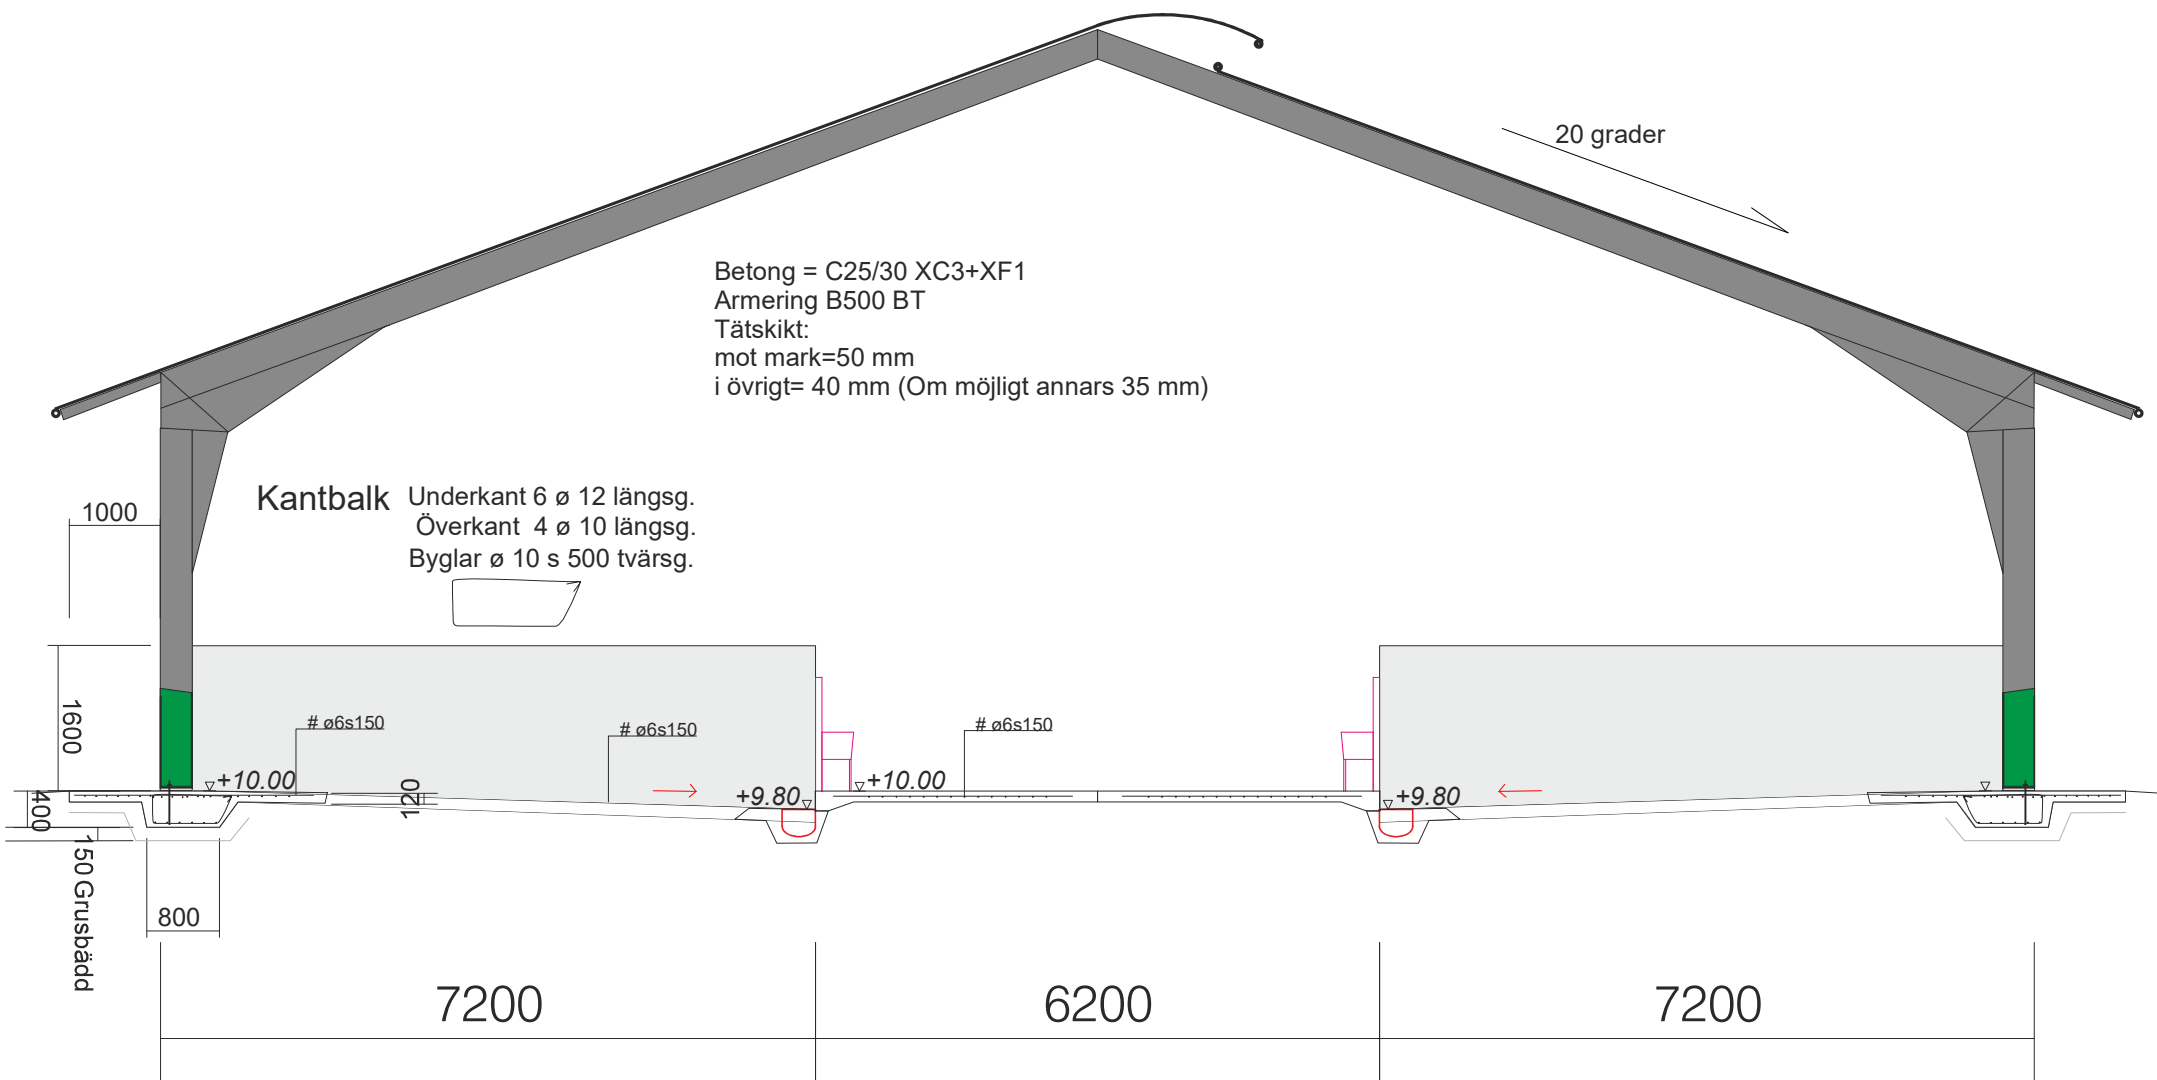 20 grader
Betong = C25/30 XC3+XF1
Armering B500 BT
Tätskikt:
mot mark=50 mm
i övrigt= 40 mm (Om möjligt annars 35 mm)
Kantbalk
Underkant 6 ø 12 längsg.
Överkant 4 ø 10 längsg.
Byglar ø 10 s 500 tvärsg.
1000
1600
# ø6s150
# ø6s150
# ø6s150
+10.00
+10.00
+9.80
+9.80
400
120
150 Grusbädd
800
7200
6200
7200